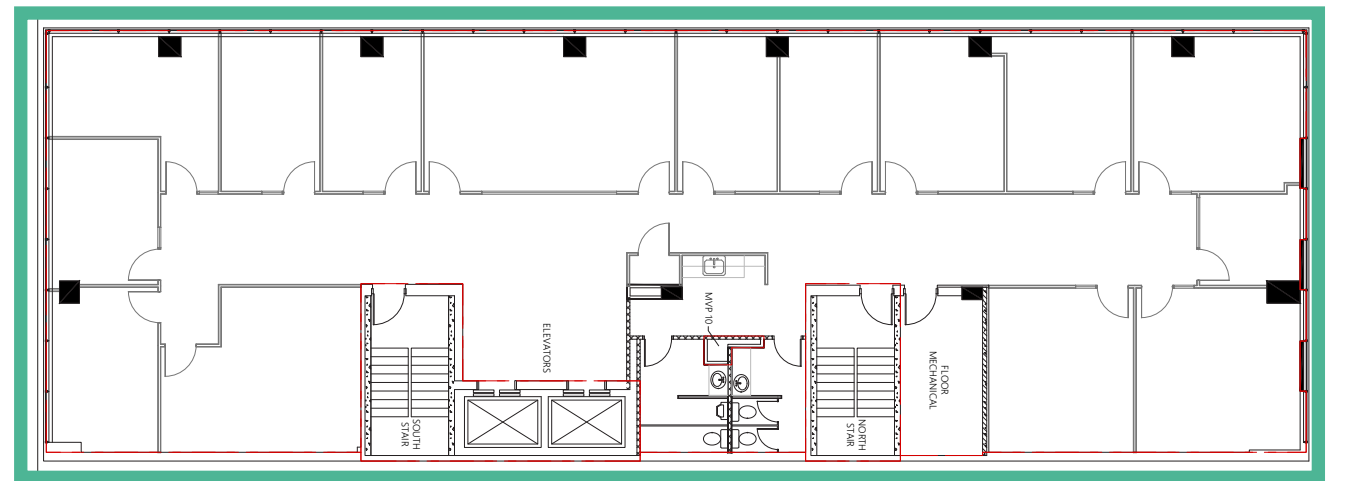 MVP 10
ELEVATORS
FLOOR
MECHANICAL
SOUTH
STAIR
NORTH
STAIR